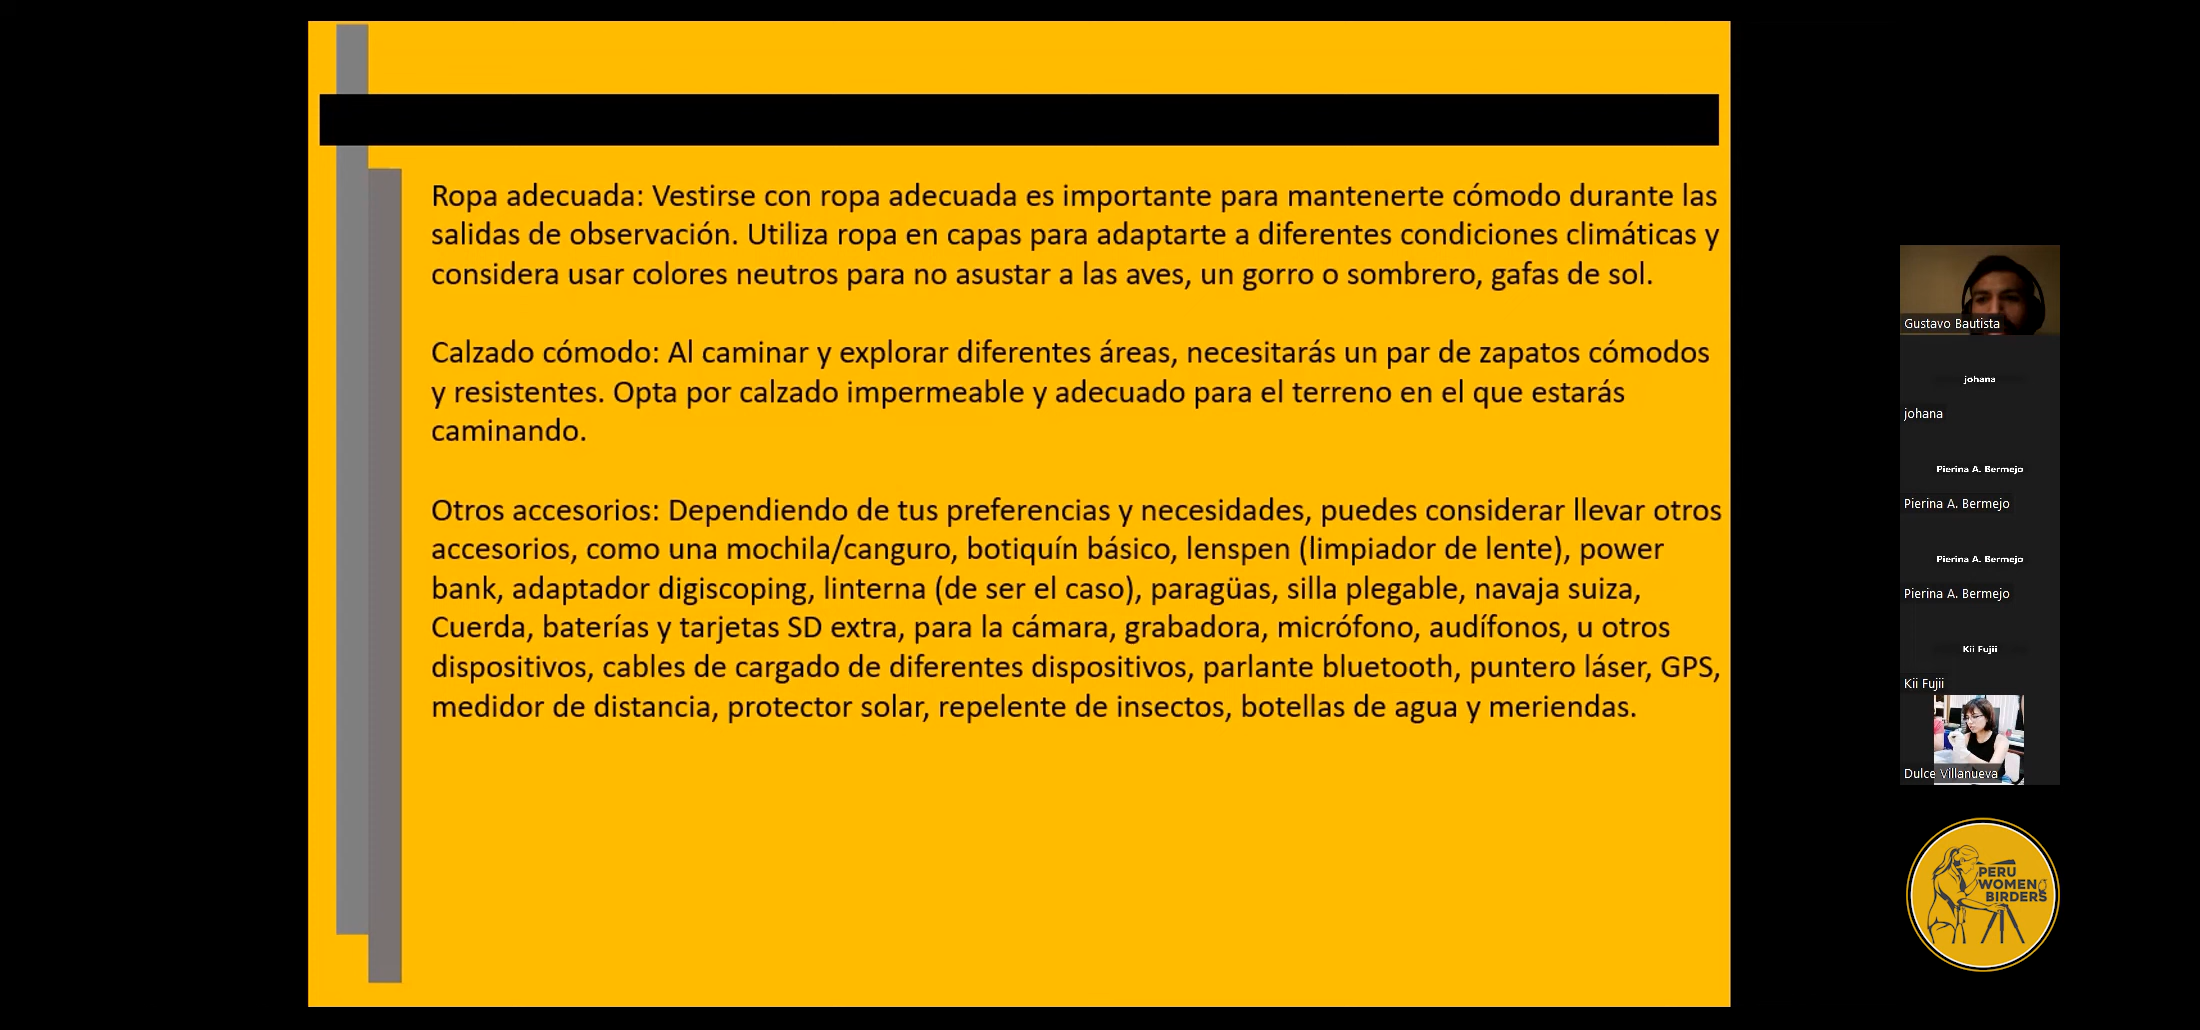 Ropa adecuada: Vestirse con ropa adecuada es importante para mantenerte cómodo durante las
salidas de observación. Utiliza ropa en capas para adaptarte a diferentes condiciones climáticas y
considera usar colores neutros para no asustar a las aves, un gorro o sombrero, gafas de sol.
Calzado cómodo: Al caminar y explorar diferentes áreas, necesitarás un par de zapatos cómodos
y resistentes. Opta por calzado impermeable y adecuado para el terreno en el que estarás
caminando.
Otros accesorios: Dependiendo de tus preferencias y necesidades, puedes considerar llevar otros
accesorios, como una mochila/canguro, botiquín básico, lenspen (limpiador de lente), power
bank, adaptador digiscoping, linterna (de ser el caso), paragüas, silla plegable, navaja suiza,
Cuerda, baterías y tarjetas SD extra, para la cámara, grabadora, micrófono, audífonos, u otros
dispositivos, cables de cargado de diferentes dispositivos, parlante bluetooth, puntero láser, GPS,
medidor de distancia, protector solar, repelente de insectos, botellas de agua y meriendas.
Gustavo Bautista
johana
johana
Pierina A. Bermejo
Pierina A. Bermejo
Pierina A. Bermejo
Pierina A. Bermejo
Kii Fujii
Kii Fujii
Dulce Villanueva
PERU
WOMEN
BIRDERS